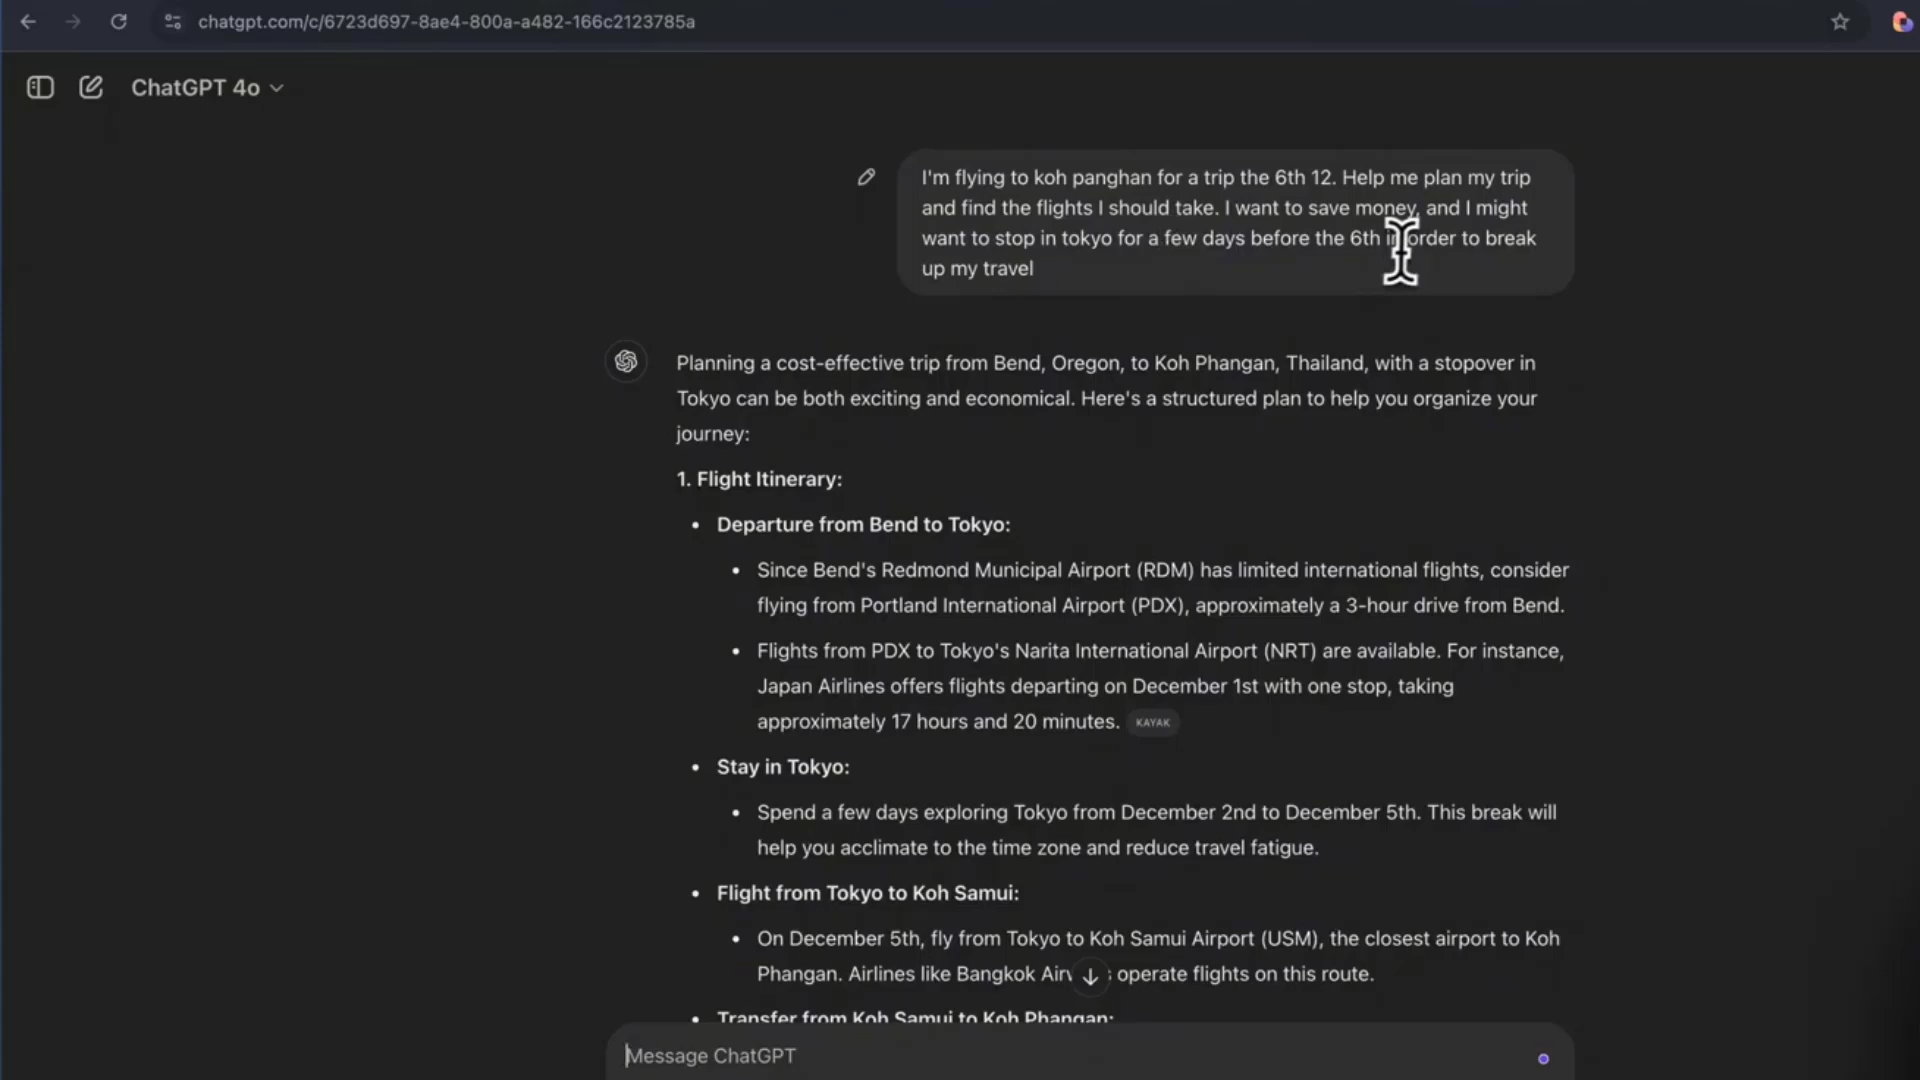 chatgpt.com/c/6723d697-8ae4-800a-a482-166c2123785a
ChatGPT 4o
I'm flying to koh panghan for a trip the 6th 12. Help me plan my trip
and find the flights I should take. I want to save money, and I might
want to stop in tokyo for a few days before the 6th in order to break
up my travel
Planning a cost-effective trip from Bend, Oregon, to Koh Phangan, Thailand, with a stopover in
Tokyo can be both exciting and economical. Here's a structured plan to help you organize your
journey:
1. Flight Itinerary:
• Departure from Bend to Tokyo:
• Since Bend's Redmond Municipal Airport (RDM) has limited international flights, consider
flying from Portland International Airport (PDX), approximately a 3-hour drive from Bend.
• Flights from PDX to Tokyo's Narita International Airport (NRT) are available. For instance,
Japan Airlines offers flights departing on December 1st with one stop, taking
approximately 17 hours and 20 minutes. KAYAK
• Stay in Tokyo:
• Spend a few days exploring Tokyo from December 2nd to December 5th. This break will
help you acclimate to the time zone and reduce travel fatigue.
• Flight from Tokyo to Koh Samui:
• On December 5th, fly from Tokyo to Koh Samui Airport (USM), the closest airport to Koh
Phangan. Airlines like Bangkok operate flights on this route.
• Transfer from Koh Samui to Koh Phangan:
Message ChatGPT